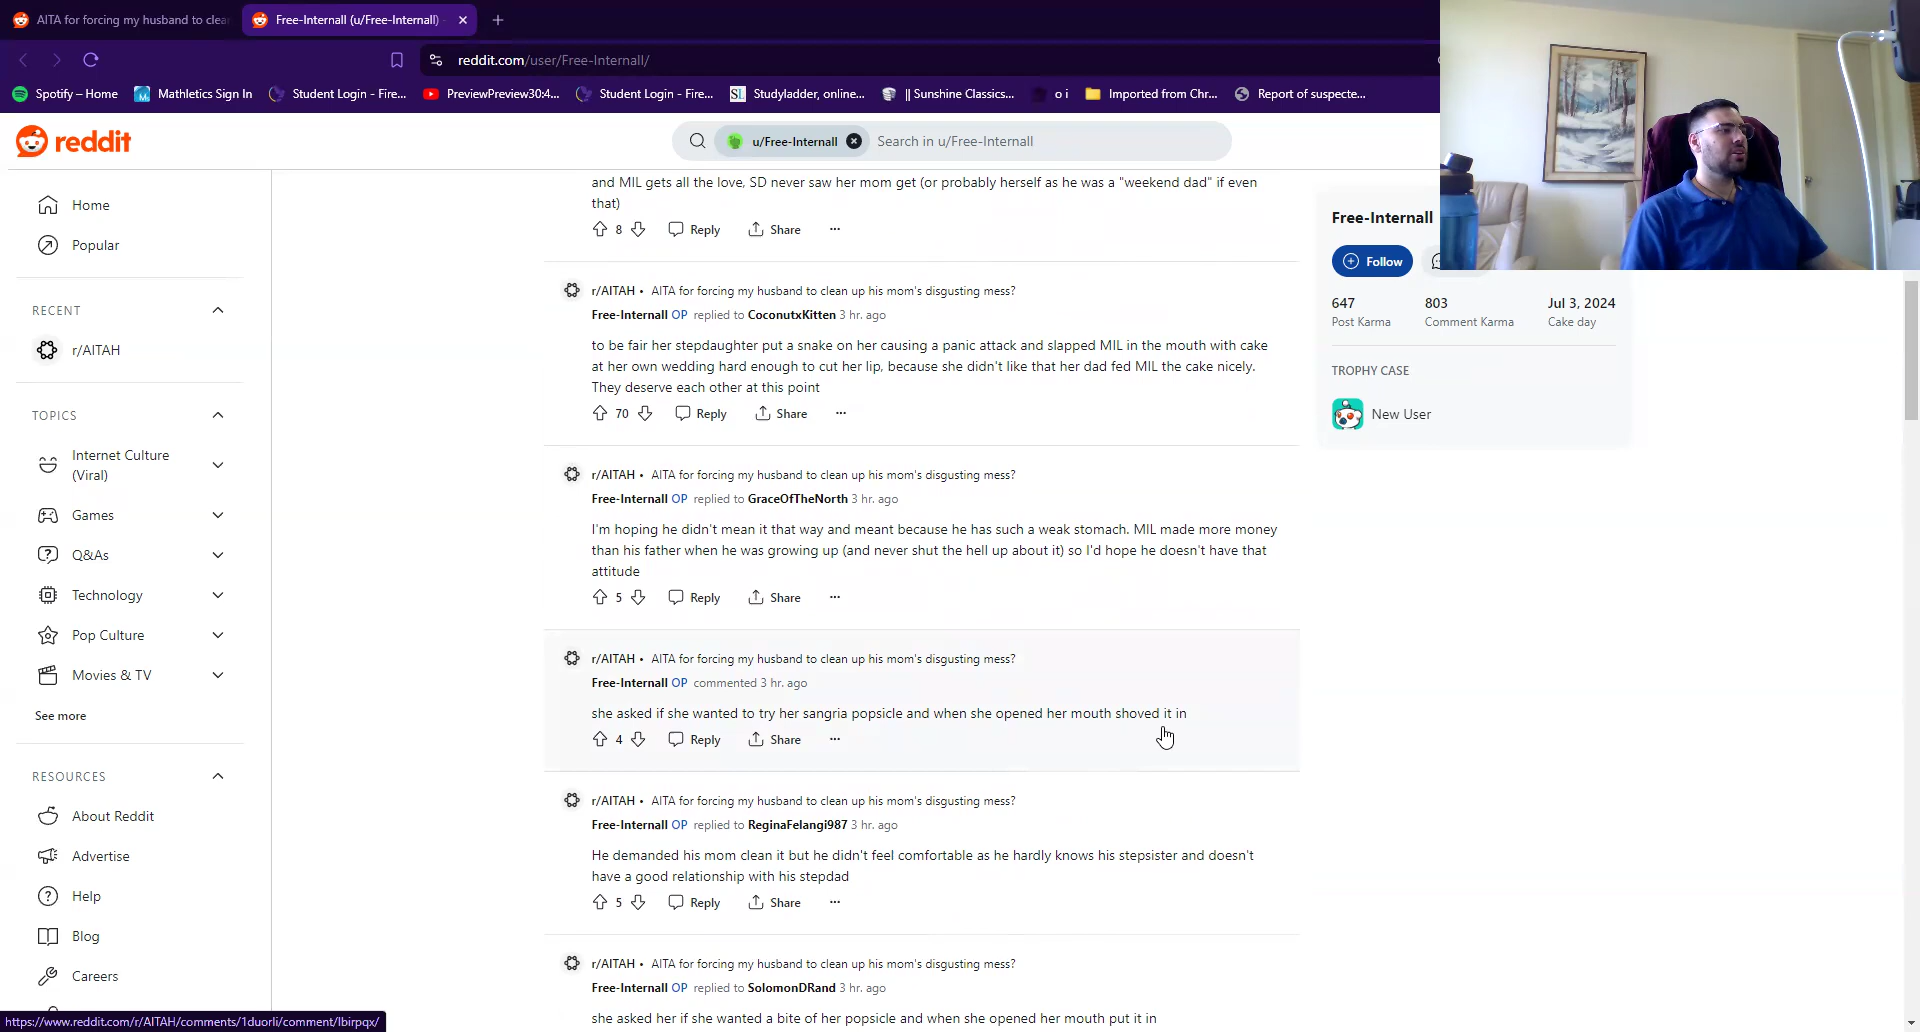 AITA for forcing my husband to clea
Free-Internall (u/Free-Internall)
reddit.com/user/Free-Internall/
Spotify – Home
Mathletics Sign In
Student Login - Fire...
PreviewPreview30:4...
Student Login - Fire...
SL
Studyladder, online...
|| Sunshine Classics...
o i
Imported from Chr...
Report of suspecte...
reddit
u/Free-Internall
Search in u/Free-Internall
Home
Popular
RECENT
r/AITAH
TOPICS
Internet Culture
(Viral)
Games
Q&As
Technology
Pop Culture
Movies & TV
See more
RESOURCES
About Reddit
Advertise
Help
Blog
Careers
https://www.reddit.com/r/AITAH/comments/1duorli/comment/lbirpqx/
and MIL gets all the love, SD never saw her mom get (or probably herself as he was a "weekend dad" if even
that)
8 Reply Share ...
r/AITAH • AITA for forcing my husband to clean up his mom's disgusting mess?
Free-Internall OP replied to CoconutxKitten 3 hr. ago
to be fair her stepdaughter put a snake on her causing a panic attack and slapped MIL in the mouth with cake
at her own wedding hard enough to cut her lip, because she didn't like that her dad fed MIL the cake nicely.
They deserve each other at this point
70 Reply Share ...
r/AITAH • AITA for forcing my husband to clean up his mom's disgusting mess?
Free-Internall OP replied to GraceOfTheNorth 3 hr. ago
I'm hoping he didn't mean it that way and meant because he has such a weak stomach. MIL made more money
than his father when he was growing up (and never shut the hell up about it) so I'd hope he doesn't have that
attitude
5 Reply Share ...
r/AITAH • AITA for forcing my husband to clean up his mom's disgusting mess?
Free-Internall OP commented 3 hr. ago
she asked if she wanted to try her sangria popsicle and when she opened her mouth shoved it in
4 Reply Share ...
r/AITAH • AITA for forcing my husband to clean up his mom's disgusting mess?
Free-Internall OP replied to ReginaFelangi987 3 hr. ago
He demanded his mom clean it but he didn't feel comfortable as he hardly knows his stepsister and doesn't
have a good relationship with his stepdad
5 Reply Share ...
r/AITAH • AITA for forcing my husband to clean up his mom's disgusting mess?
Free-Internall OP replied to SolomonDRand 3 hr. ago
she asked her if she wanted a bite of her popsicle and when she opened her mouth put it in
Free-Internall
Follow
647 803 Jul 3, 2024
Post Karma Comment Karma Cake day
TROPHY CASE
New User